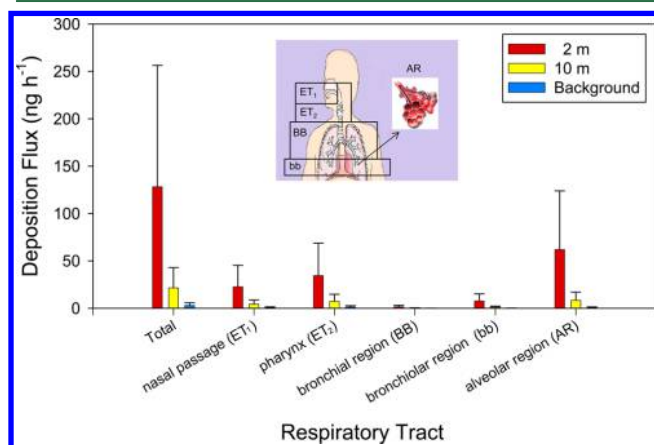 300
250
200
150
100
50
0
Deposition Flux (ng h⁻¹)
ET₁
ET₂
BB
bb
AR
2 m
10 m
Background
Total
nasal passage (ET₁)
pharynx (ET₂)
bronchial region (BB)
bronchiolar region (bb)
alveolar region (AR)
Respiratory Tract